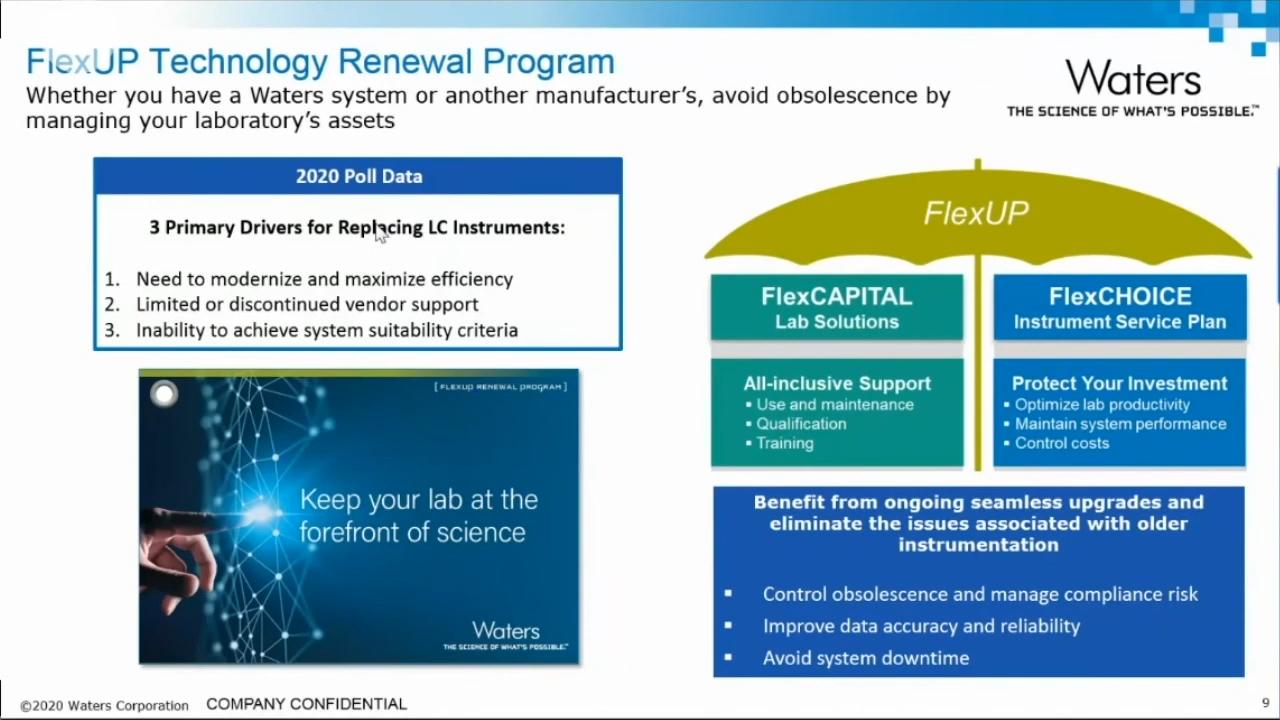 FlexUP Technology Renewal Program
Whether you have a Waters system or another manufacturer's, avoid obsolescence by
managing your laboratory's assets
Waters
THE SCIENCE OF WHAT'S POSSIBLE.™
2020 Poll Data
3 Primary Drivers for Replacing LC Instruments:
1. Need to modernize and maximize efficiency
2. Limited or discontinued vendor support
3. Inability to achieve system suitability criteria
[ FLEXUP RENEWAL PROGRAM ]
Keep your lab at the
forefront of science
Waters
THE SCIENCE OF WHAT'S POSSIBLE.™
FlexUP
FlexCAPITAL
Lab Solutions
All-inclusive Support
▪ Use and maintenance
▪ Qualification
▪ Training
FlexCHOICE
Instrument Service Plan
Protect Your Investment
▪ Optimize lab productivity
▪ Maintain system performance
▪ Control costs
Benefit from ongoing seamless upgrades and
eliminate the issues associated with older
instrumentation
▪ Control obsolescence and manage compliance risk
▪ Improve data accuracy and reliability
▪ Avoid system downtime
©2020 Waters Corporation COMPANY CONFIDENTIAL
9